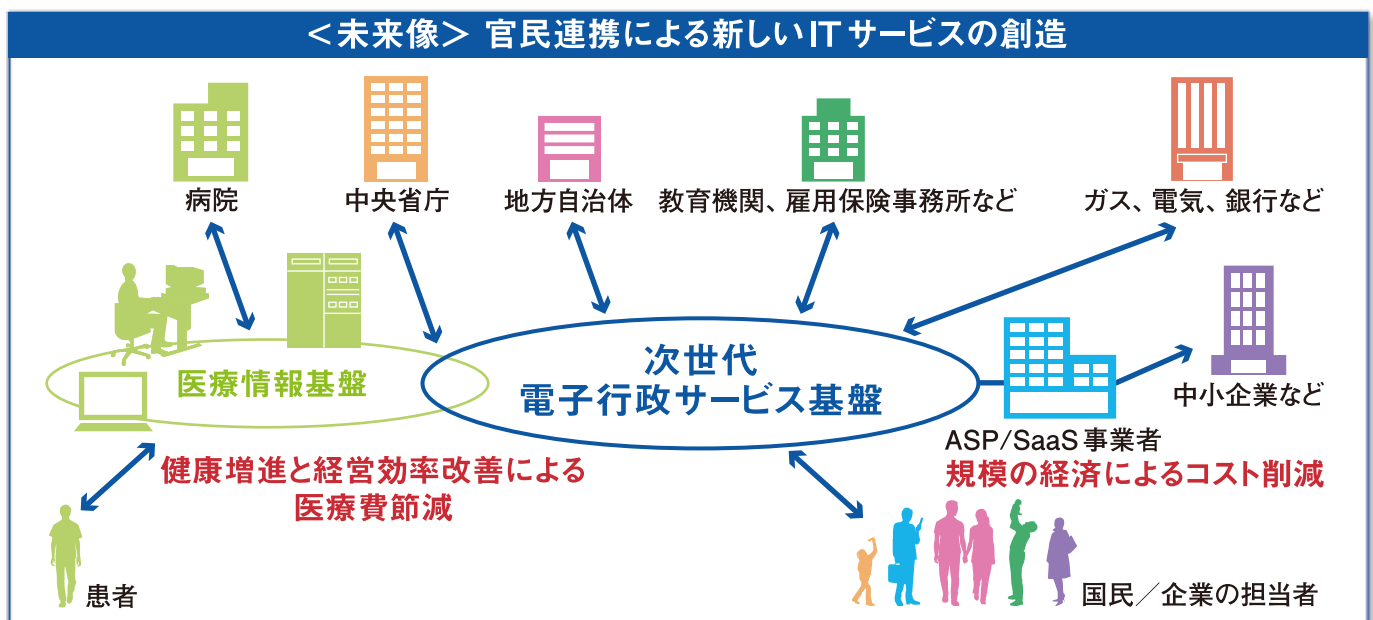 ＜未来像＞ 官民連携による新しいITサービスの創造
病院
中央省庁
地方自治体
教育機関、雇用保険事務所など
ガス、電気、銀行など
医療情報基盤
次世代
電子行政サービス基盤
中小企業など
ASP/SaaS事業者
規模の経済によるコスト削減
健康増進と経営効率改善による
医療費節減
患者
国民／企業の担当者